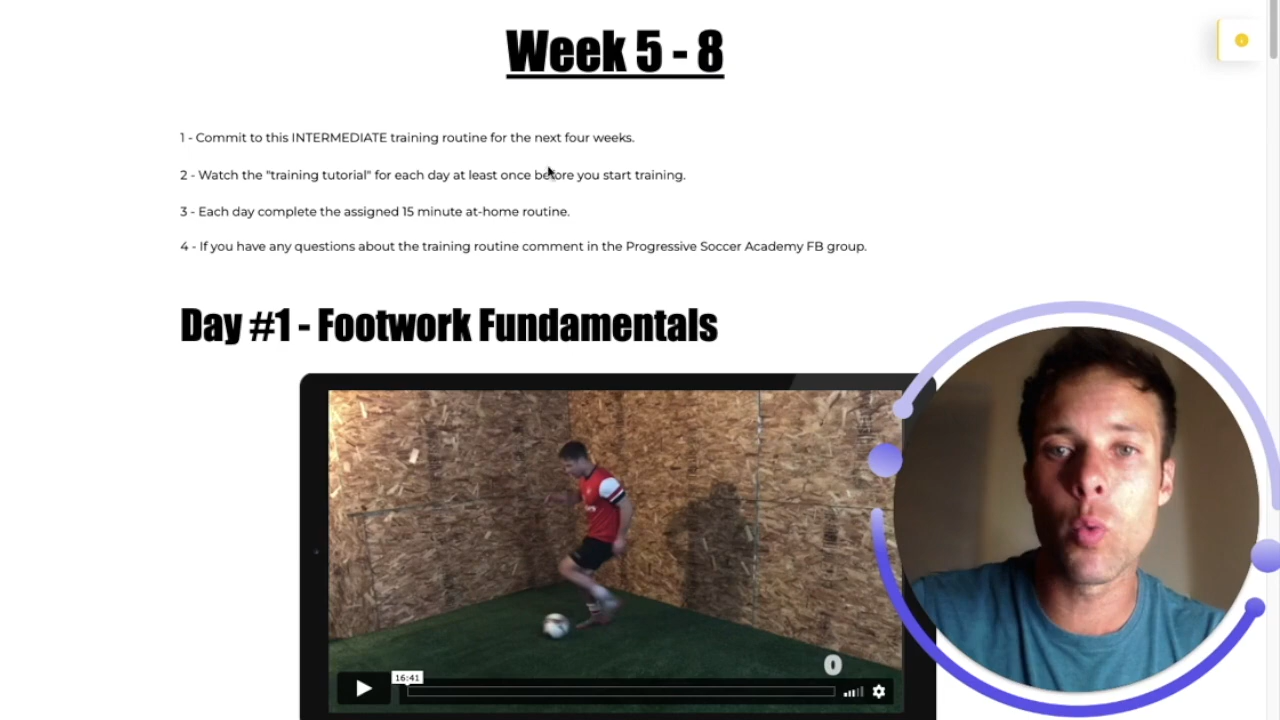 Week 5 - 8
1 - Commit to this INTERMEDIATE training routine for the next four weeks.
2 - Watch the "training tutorial" for each day at least once before you start training.
3 - Each day complete the assigned 15 minute at-home routine.
4 - If you have any questions about the training routine comment in the Progressive Soccer Academy FB group.
Day #1 - Footwork Fundamentals
0
16:41